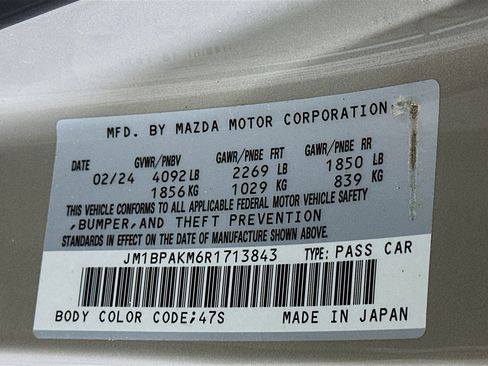 MFD. BY MAZDA MOTOR CORPORATION
DATE GVWR/PNBV GAWR/PNBE FRT GAWR/PNBE RR
02/24 4092 LB 2269 LB 1850 LB
1856 KG 1029 KG 839 KG
THIS VEHICLE CONFORMS TO ALL APPLICABLE FEDERAL MOTOR VEHICLE SAFETY
,BUMPER,AND THEFT PREVENTION
STANDARDS IN EFFECT ON THE DATE OF MANUFACTURE SHOWN ABOVE.
JM1BPAKM6R1713843 TYPE: PASS CAR
BODY COLOR CODE;47S MADE IN JAPAN